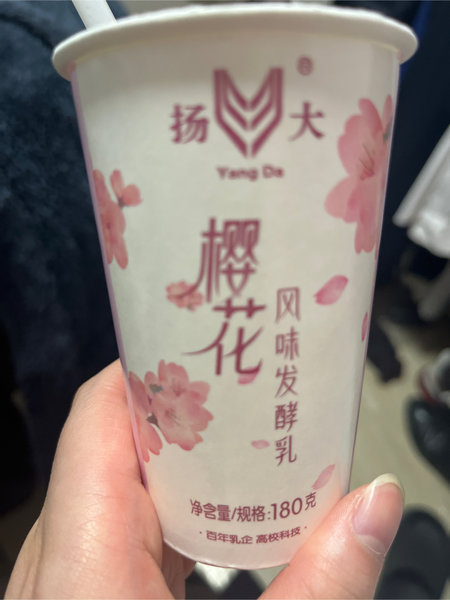 扬 大
®
Yang Da
樱花
风味发酵乳
净含量/规格:180克
·百年乳企 高校科技·